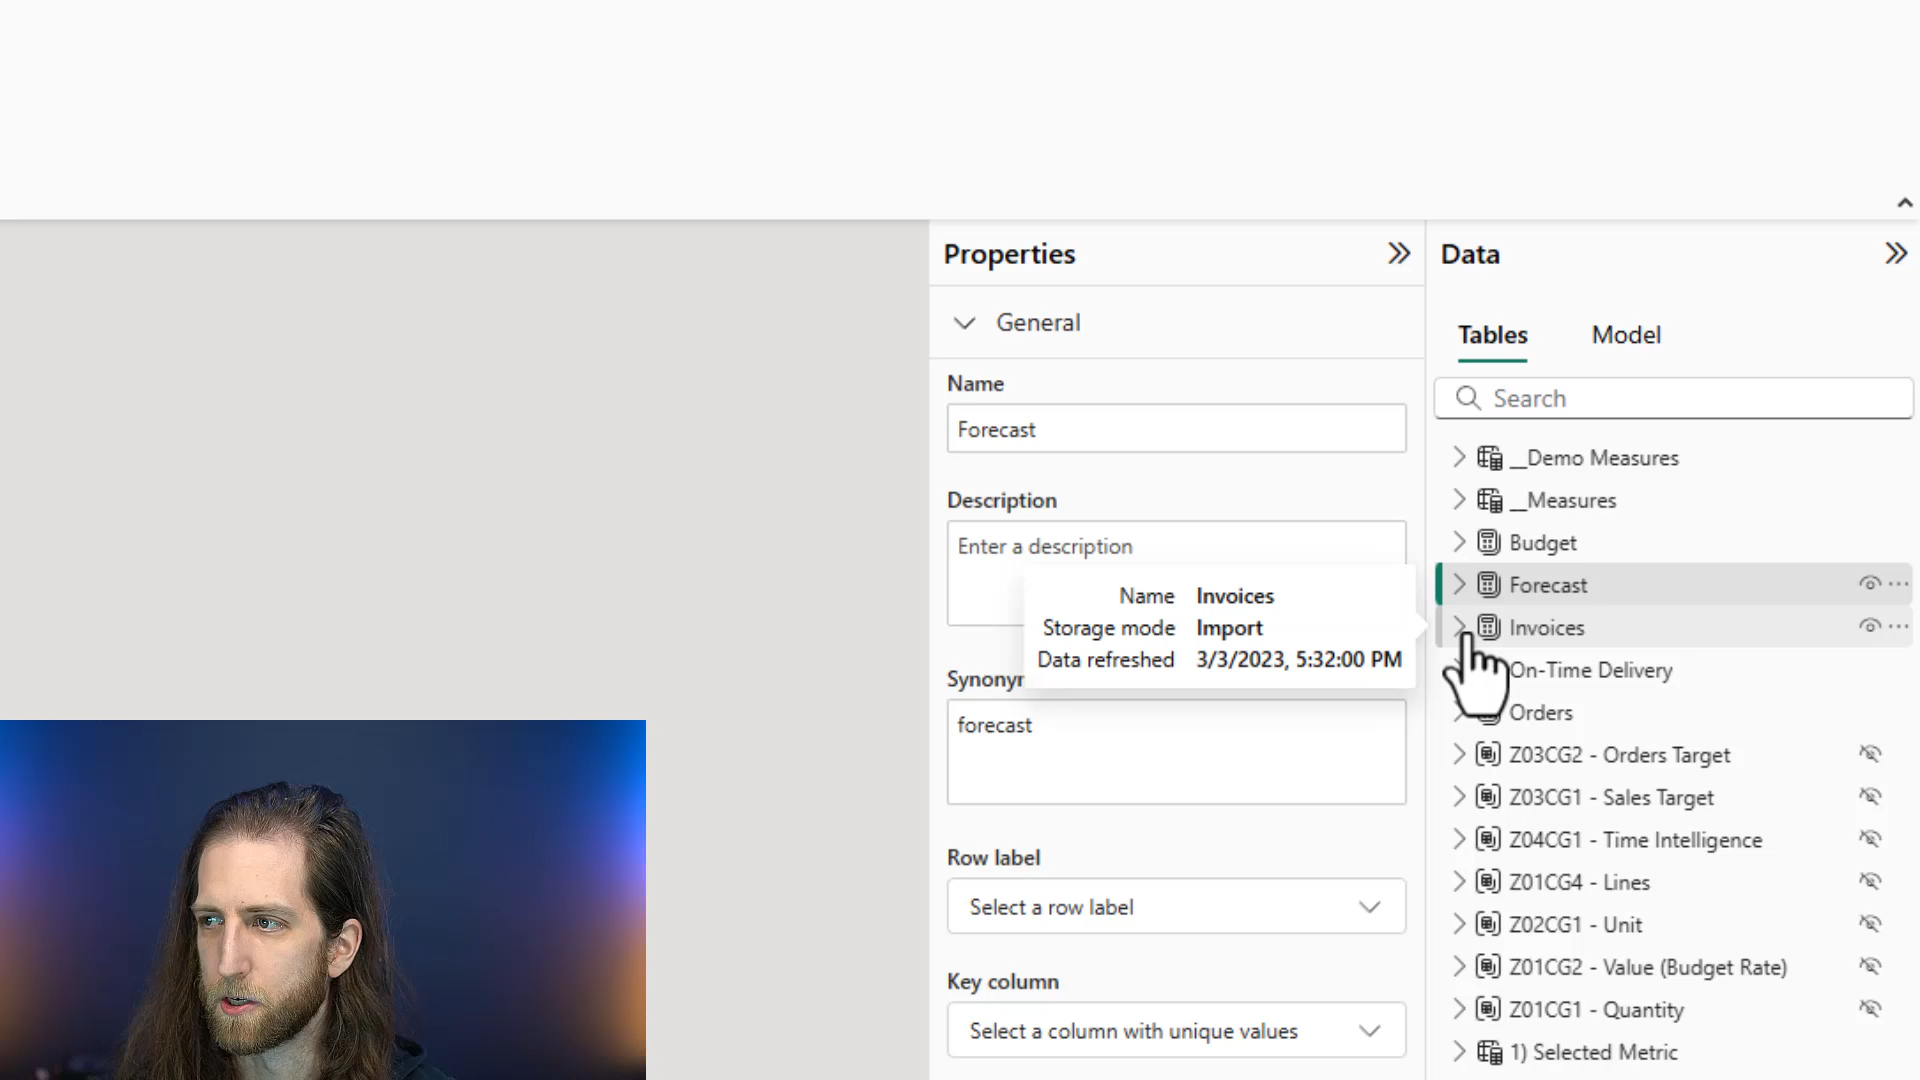 Properties
General
Name
Forecast
Description
Enter a description
Name Invoices
Storage mode Import
Data refreshed 3/3/2023, 5:32:00 PM
forecast
Row label
Select a row label
Key column
Select a column with unique values
Data
Tables Model
Search
__Demo Measures
__Measures
Budget
Forecast
Invoices
On-Time Delivery
Orders
Z03CG2 - Orders Target
Z03CG1 - Sales Target
Z04CG1 - Time Intelligence
Z01CG4 - Lines
Z02CG1 - Unit
Z01CG2 - Value (Budget Rate)
Z01CG1 - Quantity
1) Selected Metric